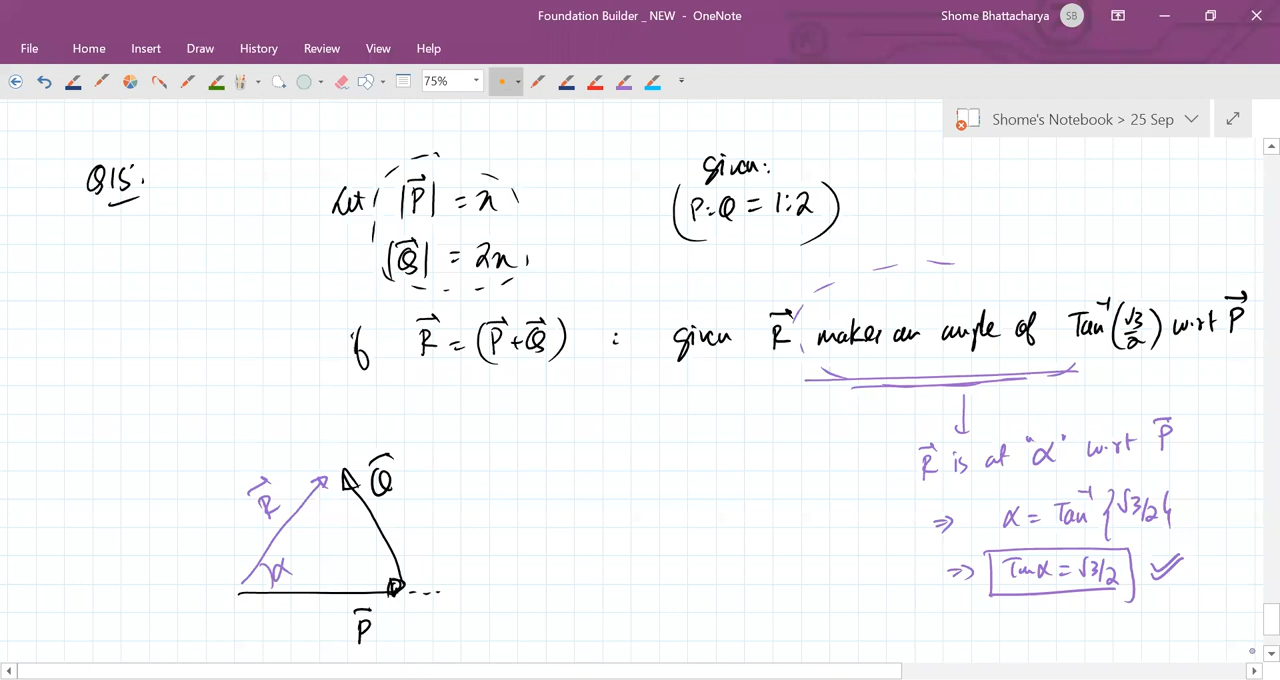 Foundation Builder _ NEW - OneNote
Shome Bhattacharya SB
File Home Insert Draw History Review View Help
75%
Shome's Notebook > 25 Sep
Q15.
Let |P⃗| = x
|Q⃗| = 2x,
given:
(P:Q = 1:2)
if R⃗ = (P⃗+Q⃗) : given R⃗ makes an angle of Tan⁻¹(√3/2) w.r.t P⃗
R⃗ is at "α" w.r.t P⃗
⇒ α = Tan⁻¹{√3/2}
⇒ Tanα = √3/2
R⃗
Q⃗
α
P⃗